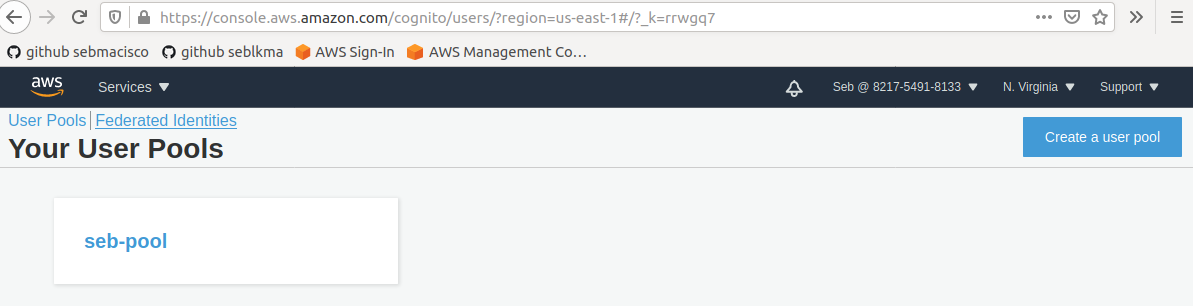 https://console.aws.amazon.com/cognito/users/?region=us-east-1#/?_k=rrwgq7
github sebmacisco github seblkma AWS Sign-In AWS Management Co…
aws Services Seb @ 8217-5491-8133 N. Virginia Support
User Pools Federated Identities
Your User Pools
Create a user pool
seb-pool